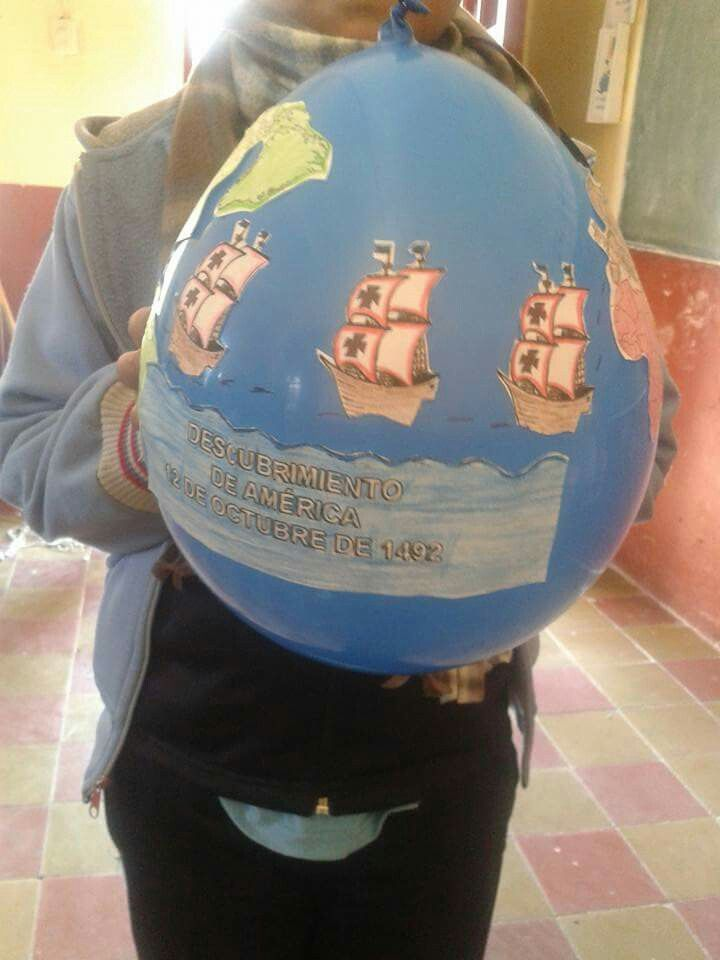 DESCUBRIMIENTO
DE AMÉRICA
12 DE OCTUBRE DE 1492